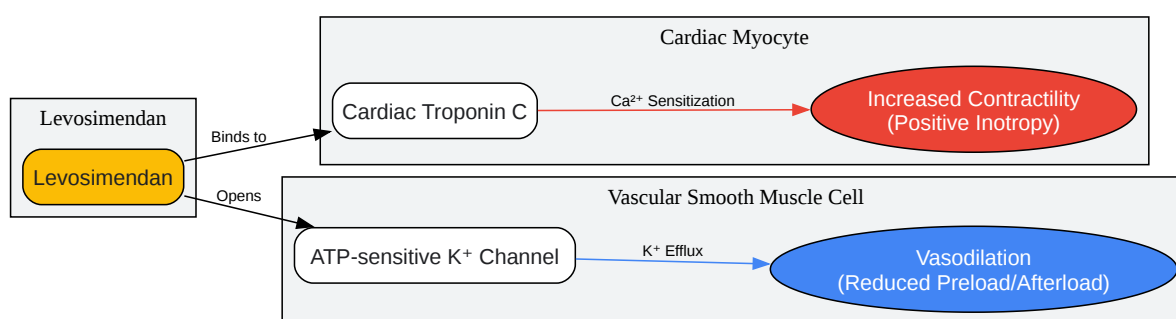 Cardiac Myocyte
Levosimendan
Levosimendan
Binds to
Cardiac Troponin C
Ca²⁺ Sensitization
Increased Contractility
(Positive Inotropy)
Opens
Vascular Smooth Muscle Cell
ATP-sensitive K⁺ Channel
K⁺ Efflux
Vasodilation
(Reduced Preload/Afterload)